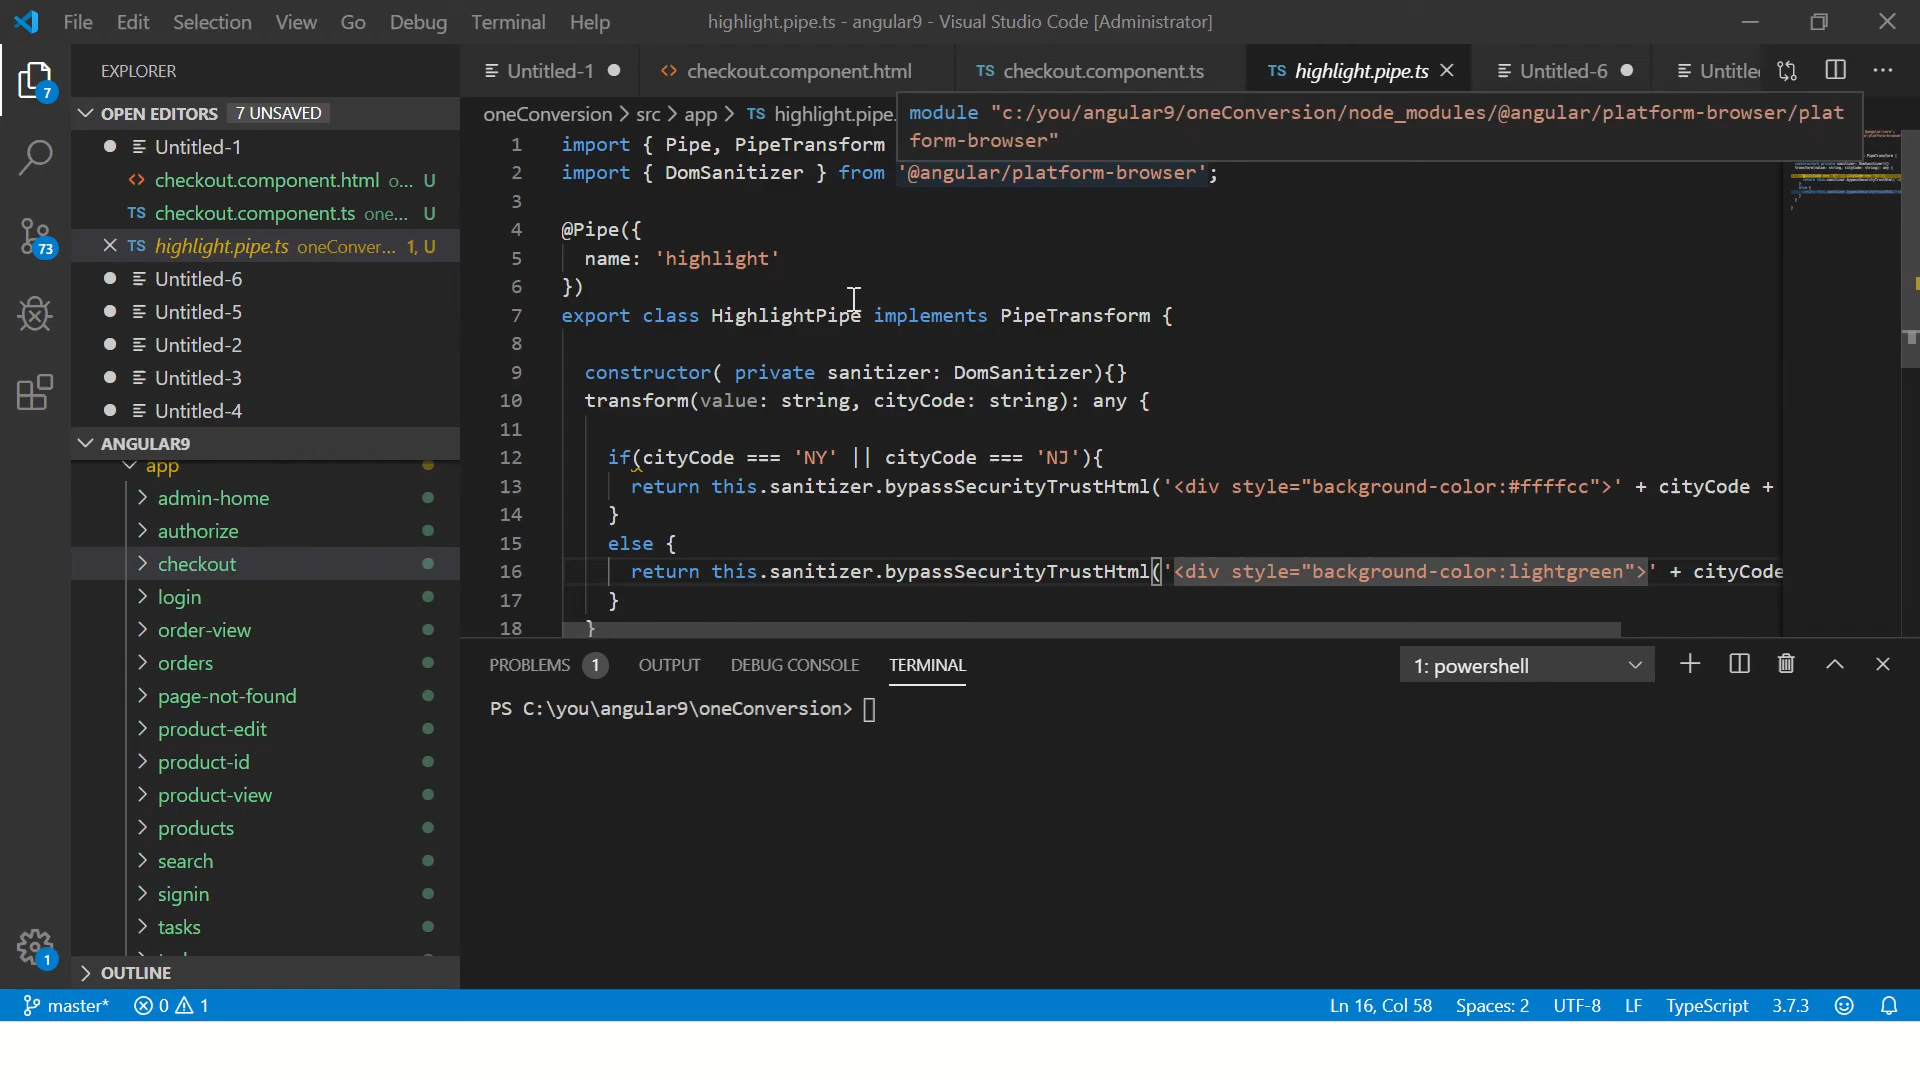 File Edit Selection View Go Debug Terminal Help highlight.pipe.ts - angular9 - Visual Studio Code [Administrator]
EXPLORER
OPEN EDITORS 7 UNSAVED
Untitled-1
checkout.component.html o... U
TS checkout.component.ts one... U
TS highlight.pipe.ts oneConver... 1, U
Untitled-6
Untitled-5
Untitled-2
Untitled-3
Untitled-4
ANGULAR9
app
admin-home
authorize
checkout
login
order-view
orders
page-not-found
product-edit
product-id
product-view
products
search
signin
tasks
OUTLINE
7
73
1
Untitled-1 checkout.component.html TS checkout.component.ts TS highlight.pipe.ts Untitled-6 Untitle
oneConversion > src > app > TS highlight.pipe.
module "c:/you/angular9/oneConversion/node_modules/@angular/platform-browser/plat
form-browser"
1 import { Pipe, PipeTransform
2 import { DomSanitizer } from '@angular/platform-browser';
3
4 @Pipe({
5 name: 'highlight'
6 })
7 export class HighlightPipe implements PipeTransform {
8
9 constructor( private sanitizer: DomSanitizer){}
10 transform(value: string, cityCode: string): any {
11
12 if(cityCode === 'NY' || cityCode === 'NJ'){
13 return this.sanitizer.bypassSecurityTrustHtml('<div style="background-color:#ffffcc">' + cityCode +
14 }
15 else {
16 return this.sanitizer.bypassSecurityTrustHtml('<div style="background-color:lightgreen">' + cityCode
17 }
18 }
PROBLEMS 1 OUTPUT DEBUG CONSOLE TERMINAL 1: powershell
PS C:\you\angular9\oneConversion>
master* 0 1 Ln 16, Col 58 Spaces: 2 UTF-8 LF TypeScript 3.7.3